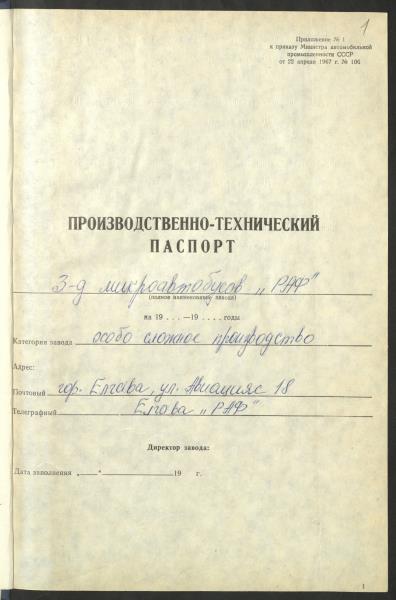 1
Приложение № 1
к приказу Министра автомобильной
промышленности СССР
от 22 апреля 1967 г. № 106
ПРОИЗВОДСТВЕННО-ТЕХНИЧЕСКИЙ
ПАСПОРТ
З-д микроавтобусов „РАФ"
(полное наименование завода)
на 19 . . . —19 . . . . годы
Категория завода особо сложное производство
Адрес:
Почтовый гор. Елгава, ул. Авиацияс 18
Телеграфный Елгава „РАФ"
Директор завода:
Дата заполнения „ " 19 г.
1